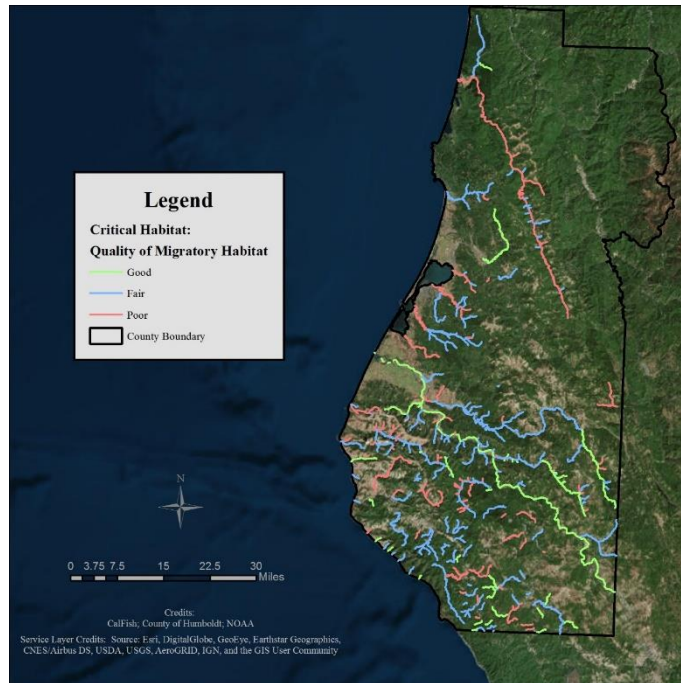 Legend
Critical Habitat:
Quality of Migratory Habitat
Good
Fair
Poor
County Boundary
N
0 3.75 7.5 15 22.5 30
Miles
Credits:
CalFish; County of Humboldt; NOAA
Service Layer Credits: Source: Esri, DigitalGlobe, GeoEye, Earthstar Geographics,
CNES/Airbus DS, USDA, USGS, AeroGRID, IGN, and the GIS User Community